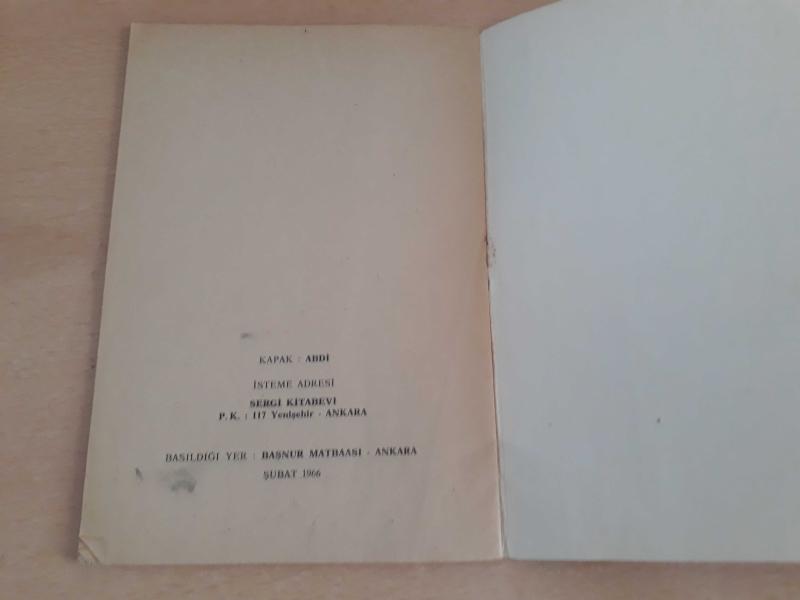 KAPAK : ABDİ
İSTEME ADRESİ
SERGİ KİTABEVİ
P. K. : 117 Yenişehir - ANKARA
BASILDIĞI YER : BAŞNUR MATBAASI - ANKARA
ŞUBAT 1966